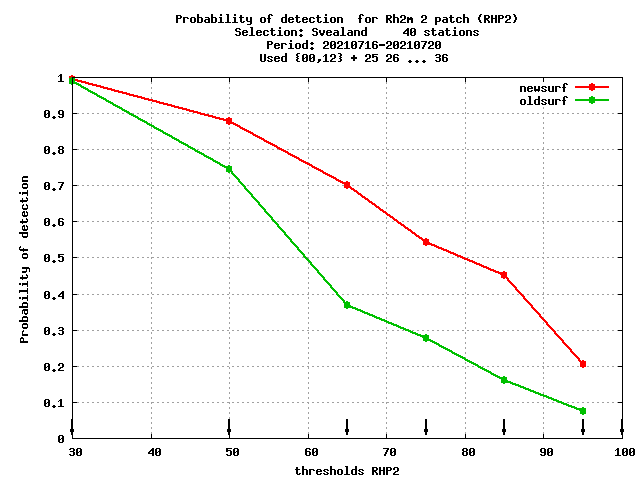 Probability of detection  for Rh2m 2 patch (RHP2)
Selection: Svealand     40 stations
Period: 20210716-20210720
Used {00,12} + 25 26 ... 36
newsurf
oldsurf
Probability of detection
1
0.9
0.8
0.7
0.6
0.5
0.4
0.3
0.2
0.1
0
30 40 50 60 70 80 90 100
thresholds RHP2